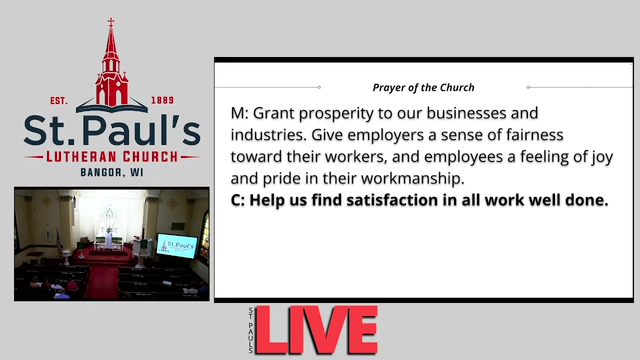 EST. 1889
St. Paul's
LUTHERAN CHURCH
BANGOR, WI
St. Paul's
Prayer of the Church
M: Grant prosperity to our businesses and
industries. Give employers a sense of fairness
toward their workers, and employees a feeling of joy
and pride in their workmanship.
C: Help us find satisfaction in all work well done.
ST PAULS
LIVE